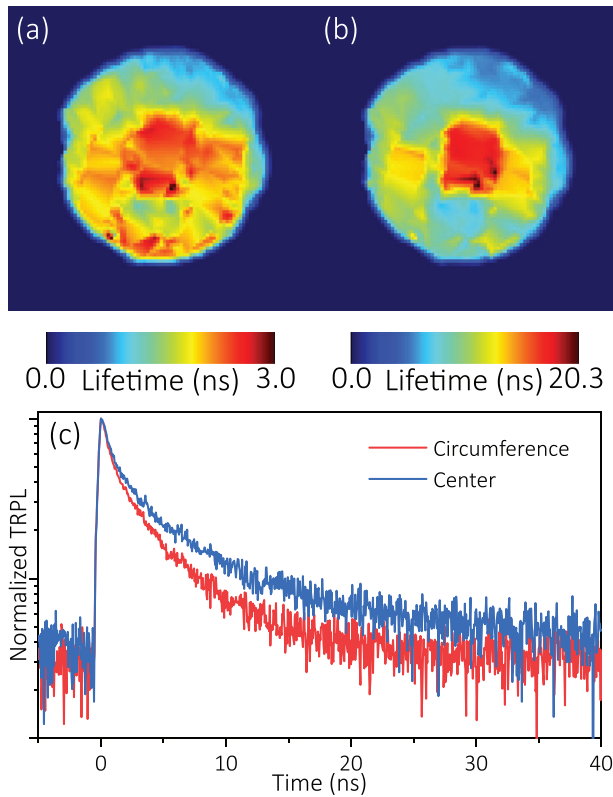 (a)
(b)
0.0 Lifetime (ns) 3.0
0.0 Lifetime (ns) 20.3
(c)
Circumference
Center
Normalized TRPL
0 10 20 30 40
Time (ns)